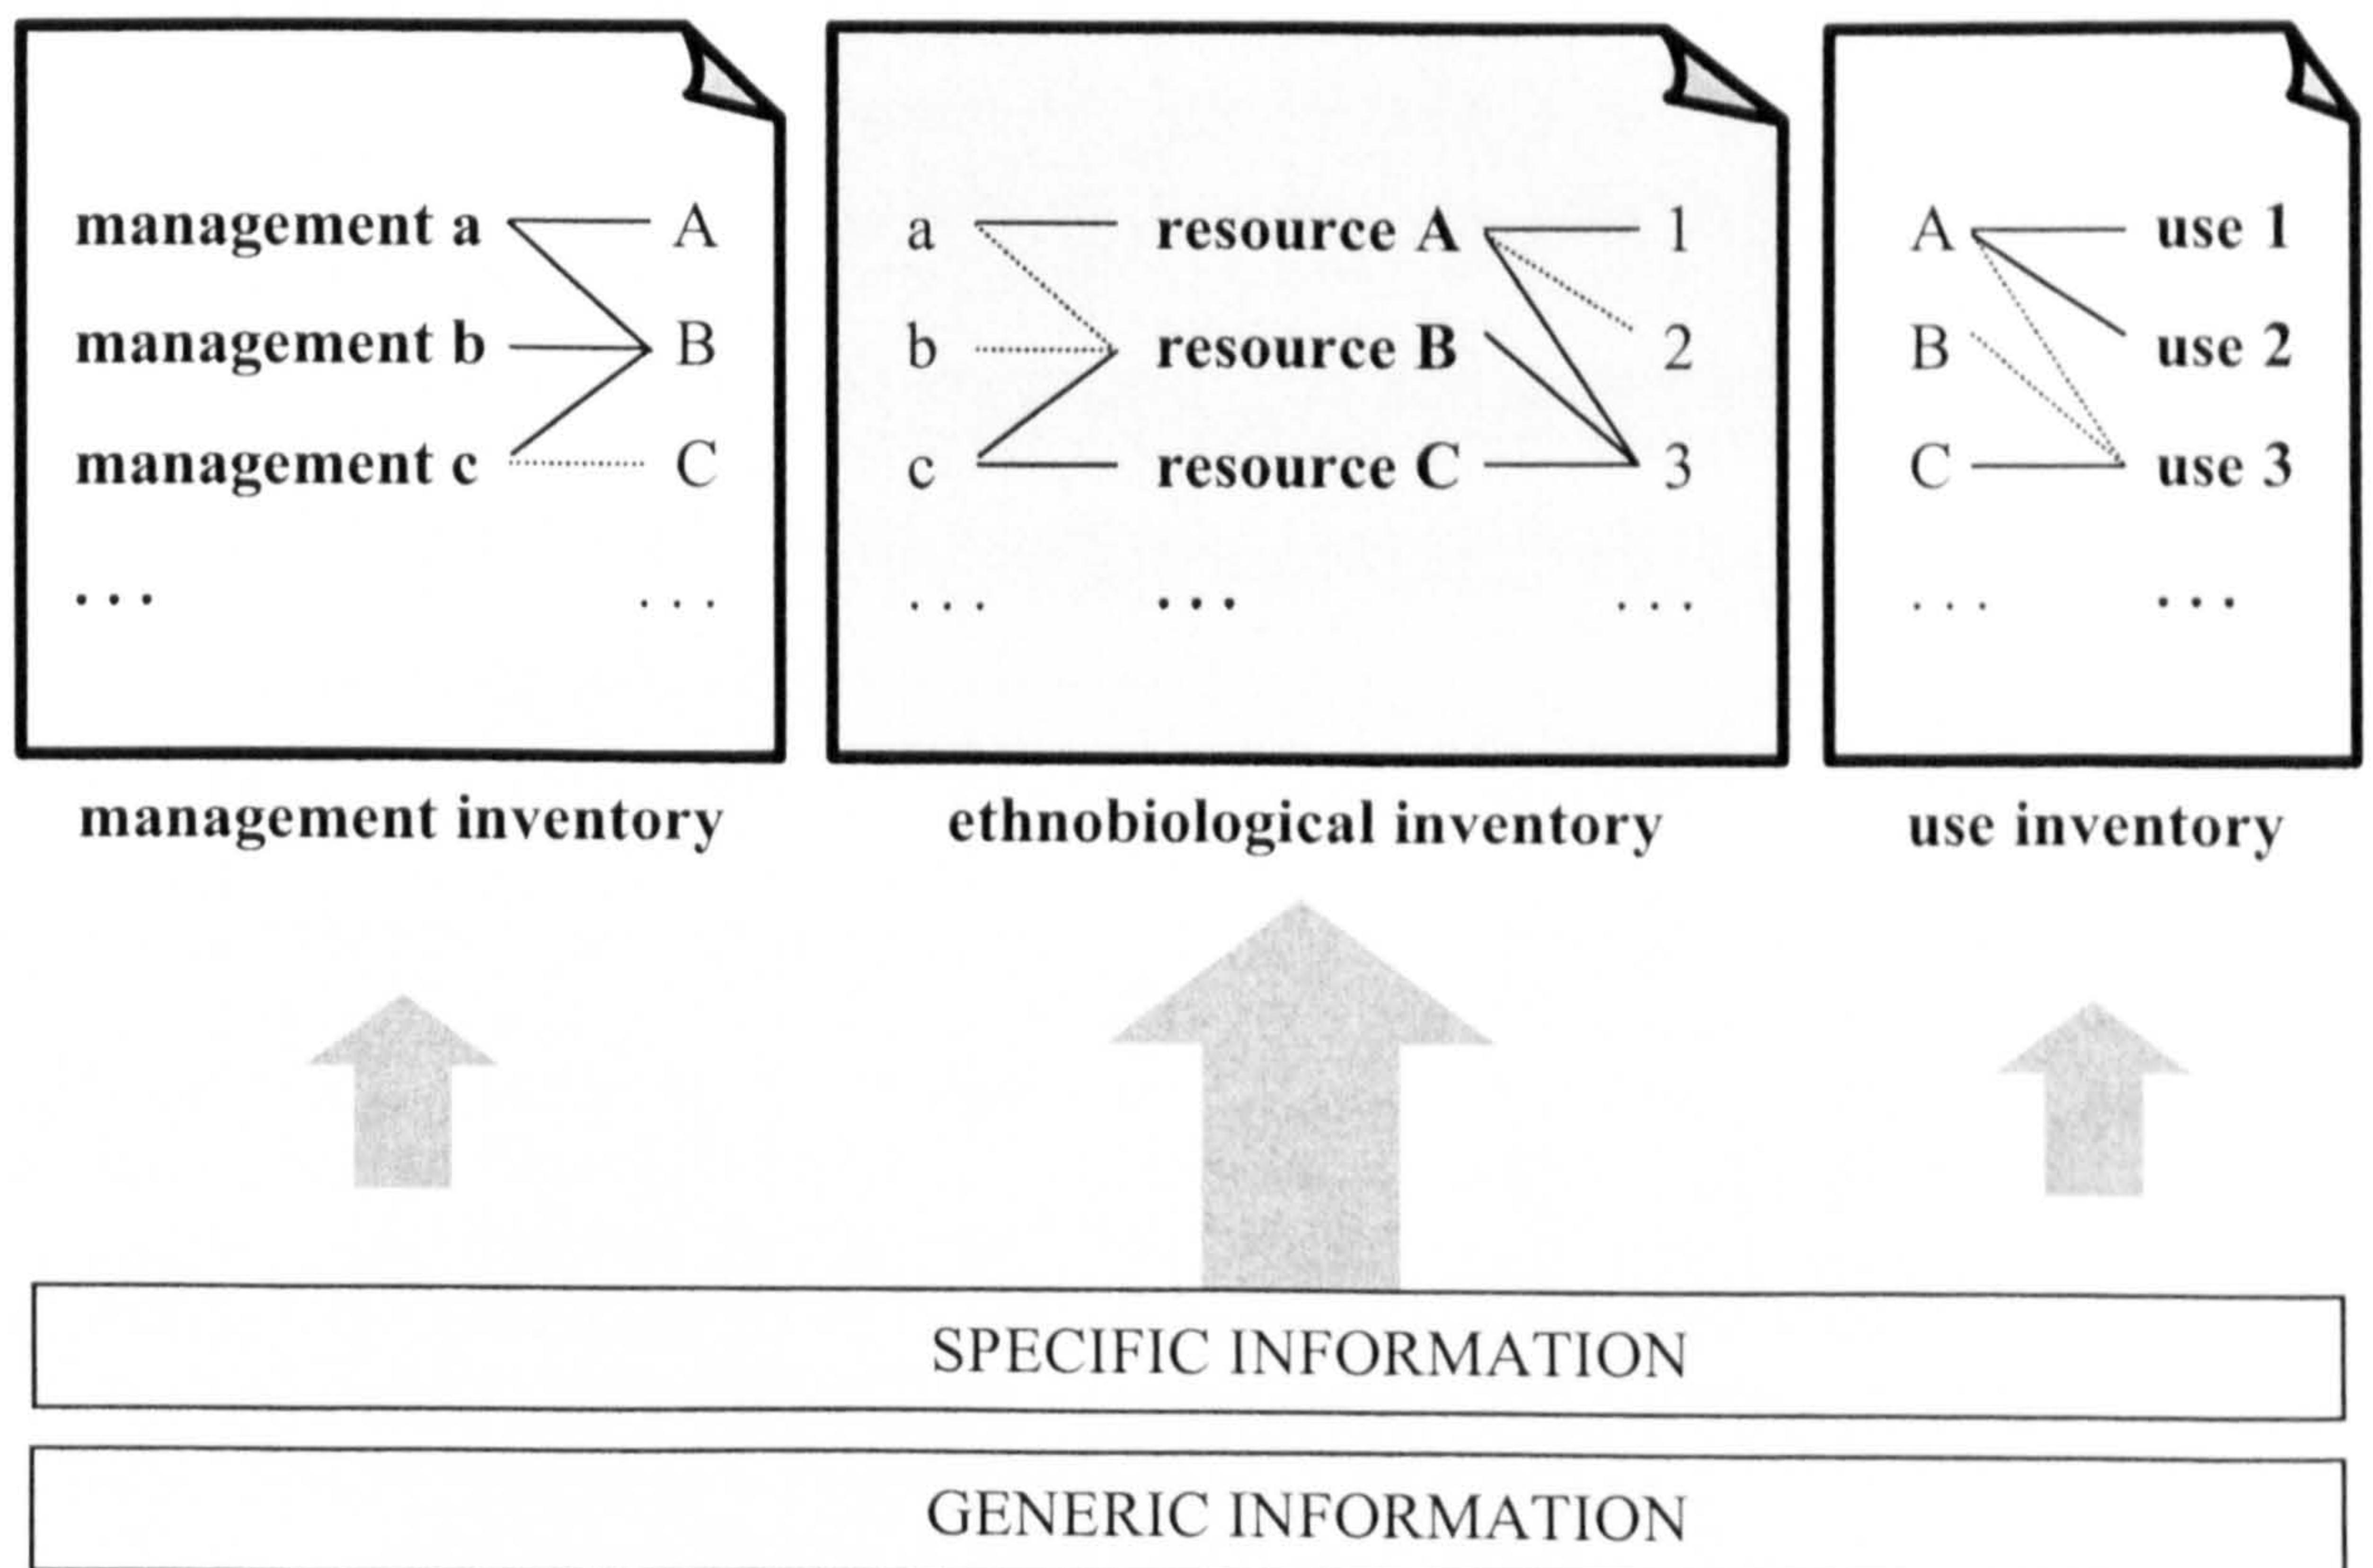 management a A
management b B
management c C
... ...
management inventory
a resource A 1
b resource B 2
c resource C 3
... ... ...
ethnobiological inventory
A use 1
B use 2
C use 3
... ...
use inventory
SPECIFIC INFORMATION
GENERIC INFORMATION